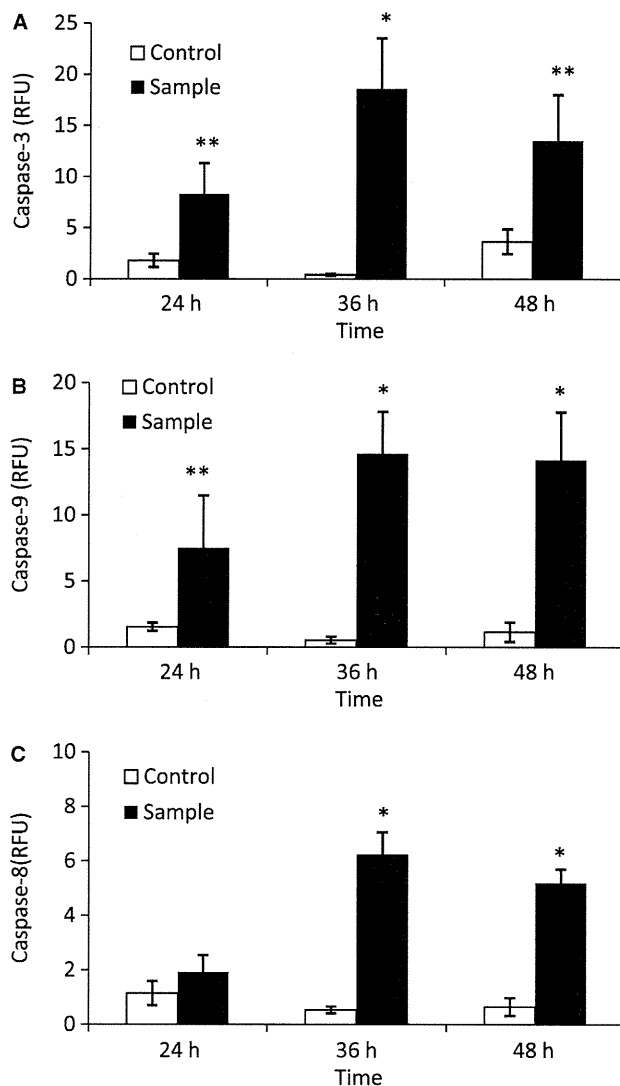 A
Caspase-3 (RFU)
25
20
15
10
5
0
Control
Sample
**
*
**
24 h
36 h
48 h
Time
B
Caspase-9 (RFU)
20
15
10
5
0
Control
Sample
**
*
*
24 h
36 h
48 h
Time
C
Caspase-8(RFU)
10
8
6
4
2
0
Control
Sample
*
*
24 h
36 h
48 h
Time